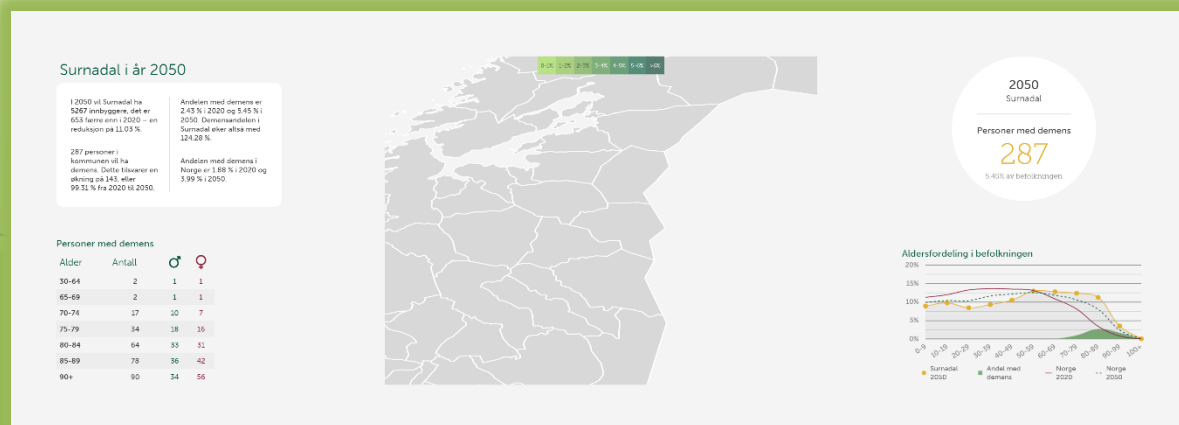 Surnadal i år 2050
I 2050 vil Surnadal ha
5267 innbyggere, det er
653 færre enn i 2020 – en
reduksjon på 11.03 %.
287 personer i
kommunen vil ha
demens. Dette tilsvarer en
økning på 143, eller
99.31 % fra 2020 til 2050.
Andelen med demens er
2.43 % i 2020 og 5.45 % i
2050. Demensandelen i
Surnadal øker altså med
124.28 %.
Andelen med demens i
Norge er 1.88 % i 2020 og
3.99 % i 2050.
Personer med demens
Alder Antall ♂ ♀
30-64 2 1 1
65-69 2 1 1
70-74 17 10 7
75-79 34 18 16
80-84 64 33 31
85-89 78 36 42
90+ 90 34 56
0-1% 1-2% 2-3% 3-4% 4-5% 5-6% >6%
2050
Surnadal
Personer med demens
287
5.45% av befolkningen
Aldersfordeling i befolkningen
20%
15%
10%
5%
0%
0-9 10-19 20-29 30-39 40-49 50-59 60-69 70-79 80-89 90-99 100+
Surnadal 2050
Andel med demens
Norge 2020
Norge 2050